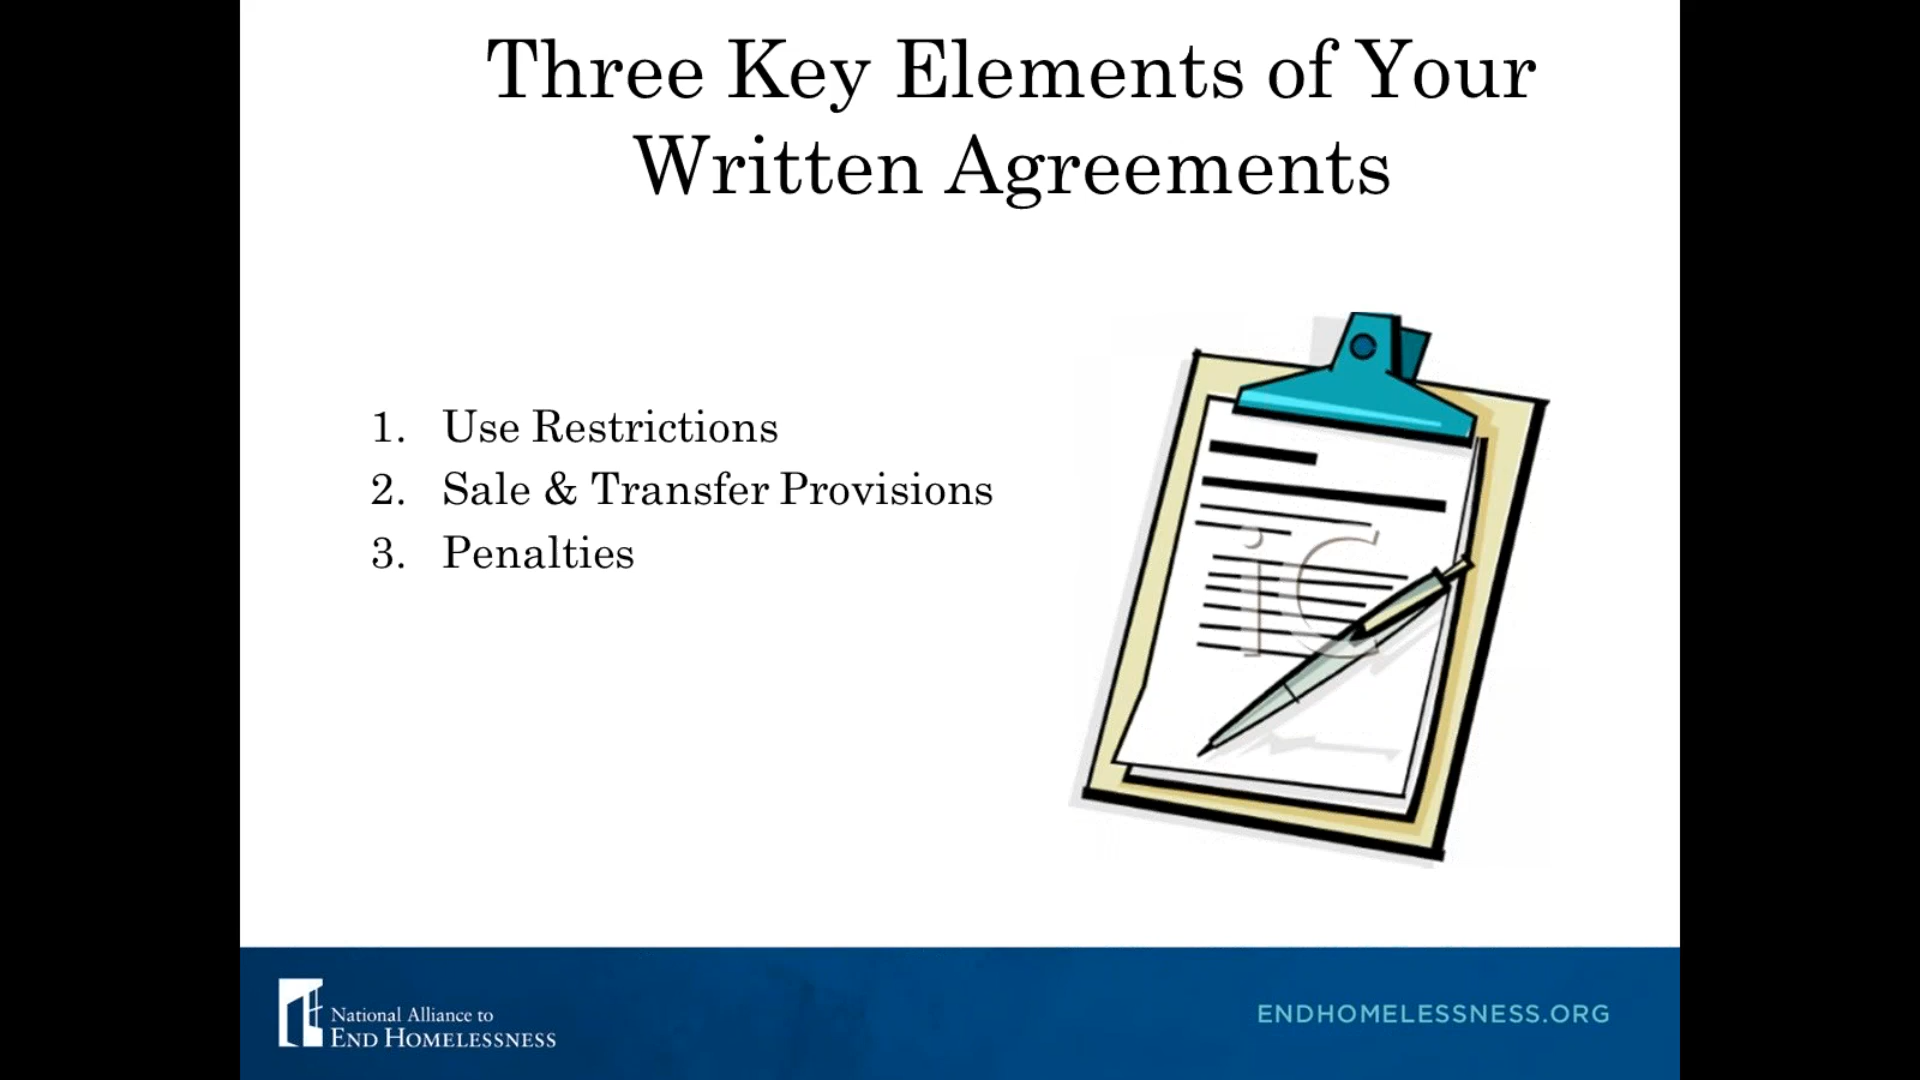 Three Key Elements of Your
Written Agreements
1. Use Restrictions
2. Sale & Transfer Provisions
3. Penalties
iC
National Alliance to
END HOMELESSNESS
ENDHOMELESSNESS.ORG